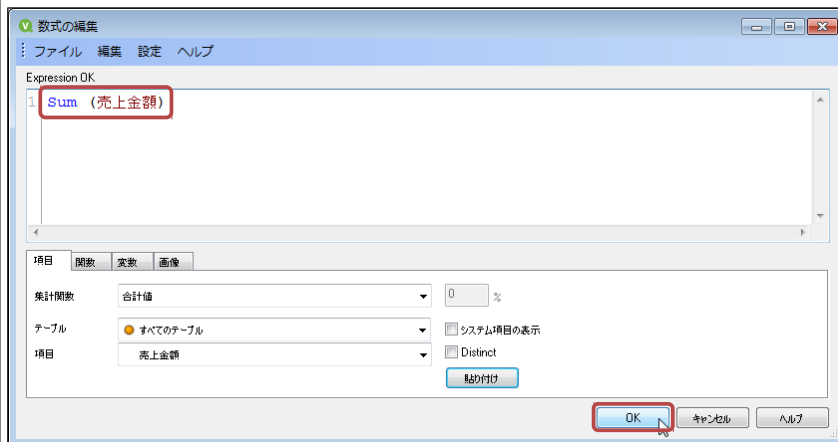 数式の編集
ファイル 編集 設定 ヘルプ
Expression OK
1 Sum (売上金額)
項目 関数 変数 画像
集計関数 合計値 0 %
テーブル すべてのテーブル システム項目の表示
項目 売上金額 Distinct
貼り付け
OK キャンセル ヘルプ